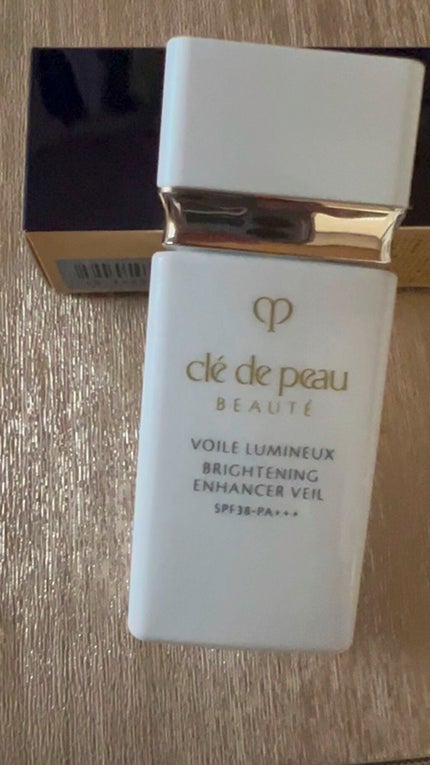 clé de peau
BEAUTÉ
VOILE LUMINEUX
BRIGHTENING
ENHANCER VEIL
SPF38·PA+++